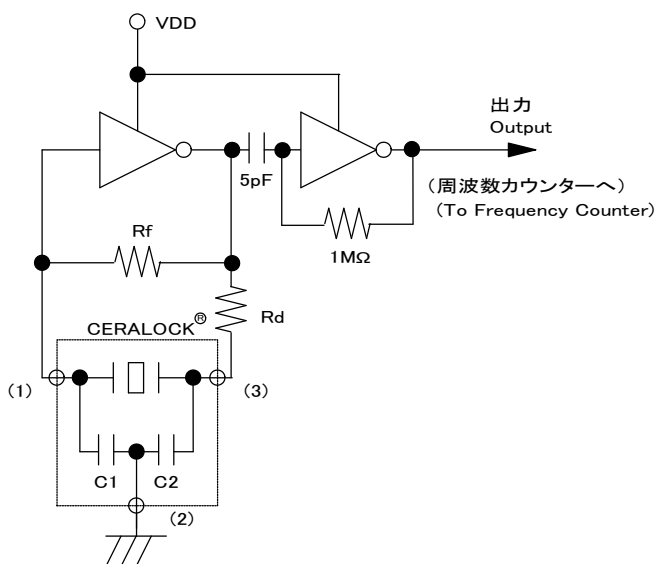 VDD
出力
Output
5pF
(周波数カウンターへ)
(To Frequency Counter)
Rf
1MΩ
CERALOCK®
Rd
(1)
(3)
C1
C2
(2)